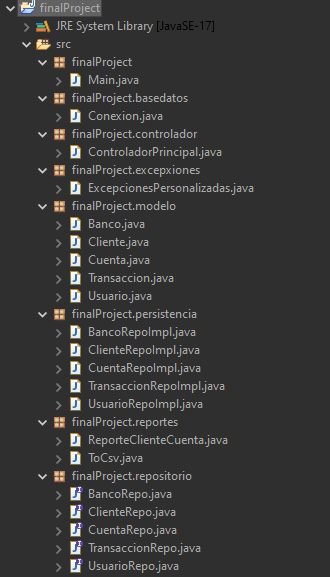 finalProject
JRE System Library [JavaSE-17]
src
finalProject
Main.java
finalProject.basedatos
Conexion.java
finalProject.controlador
ControladorPrincipal.java
finalProject.excepxiones
ExcepcionesPersonalizadas.java
finalProject.modelo
Banco.java
Cliente.java
Cuenta.java
Transaccion.java
Usuario.java
finalProject.persistencia
BancoRepoImpl.java
ClienteRepoImpl.java
CuentaRepoImpl.java
TransaccionRepoImpl.java
UsuarioRepoImpl.java
finalProject.reportes
ReporteClienteCuenta.java
ToCsv.java
finalProject.repositorio
BancoRepo.java
ClienteRepo.java
CuentaRepo.java
TransaccionRepo.java
UsuarioRepo.java